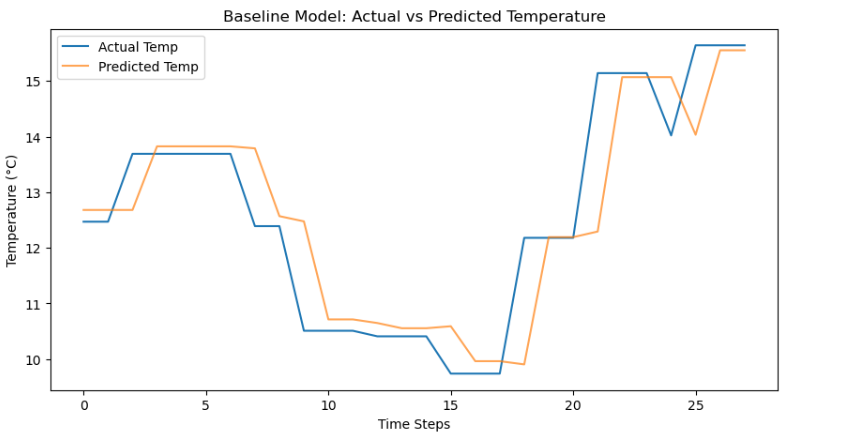 Baseline Model: Actual vs Predicted Temperature
Actual Temp
Predicted Temp
Temperature (°C)
15
14
13
12
11
10
0 5 10 15 20 25
Time Steps